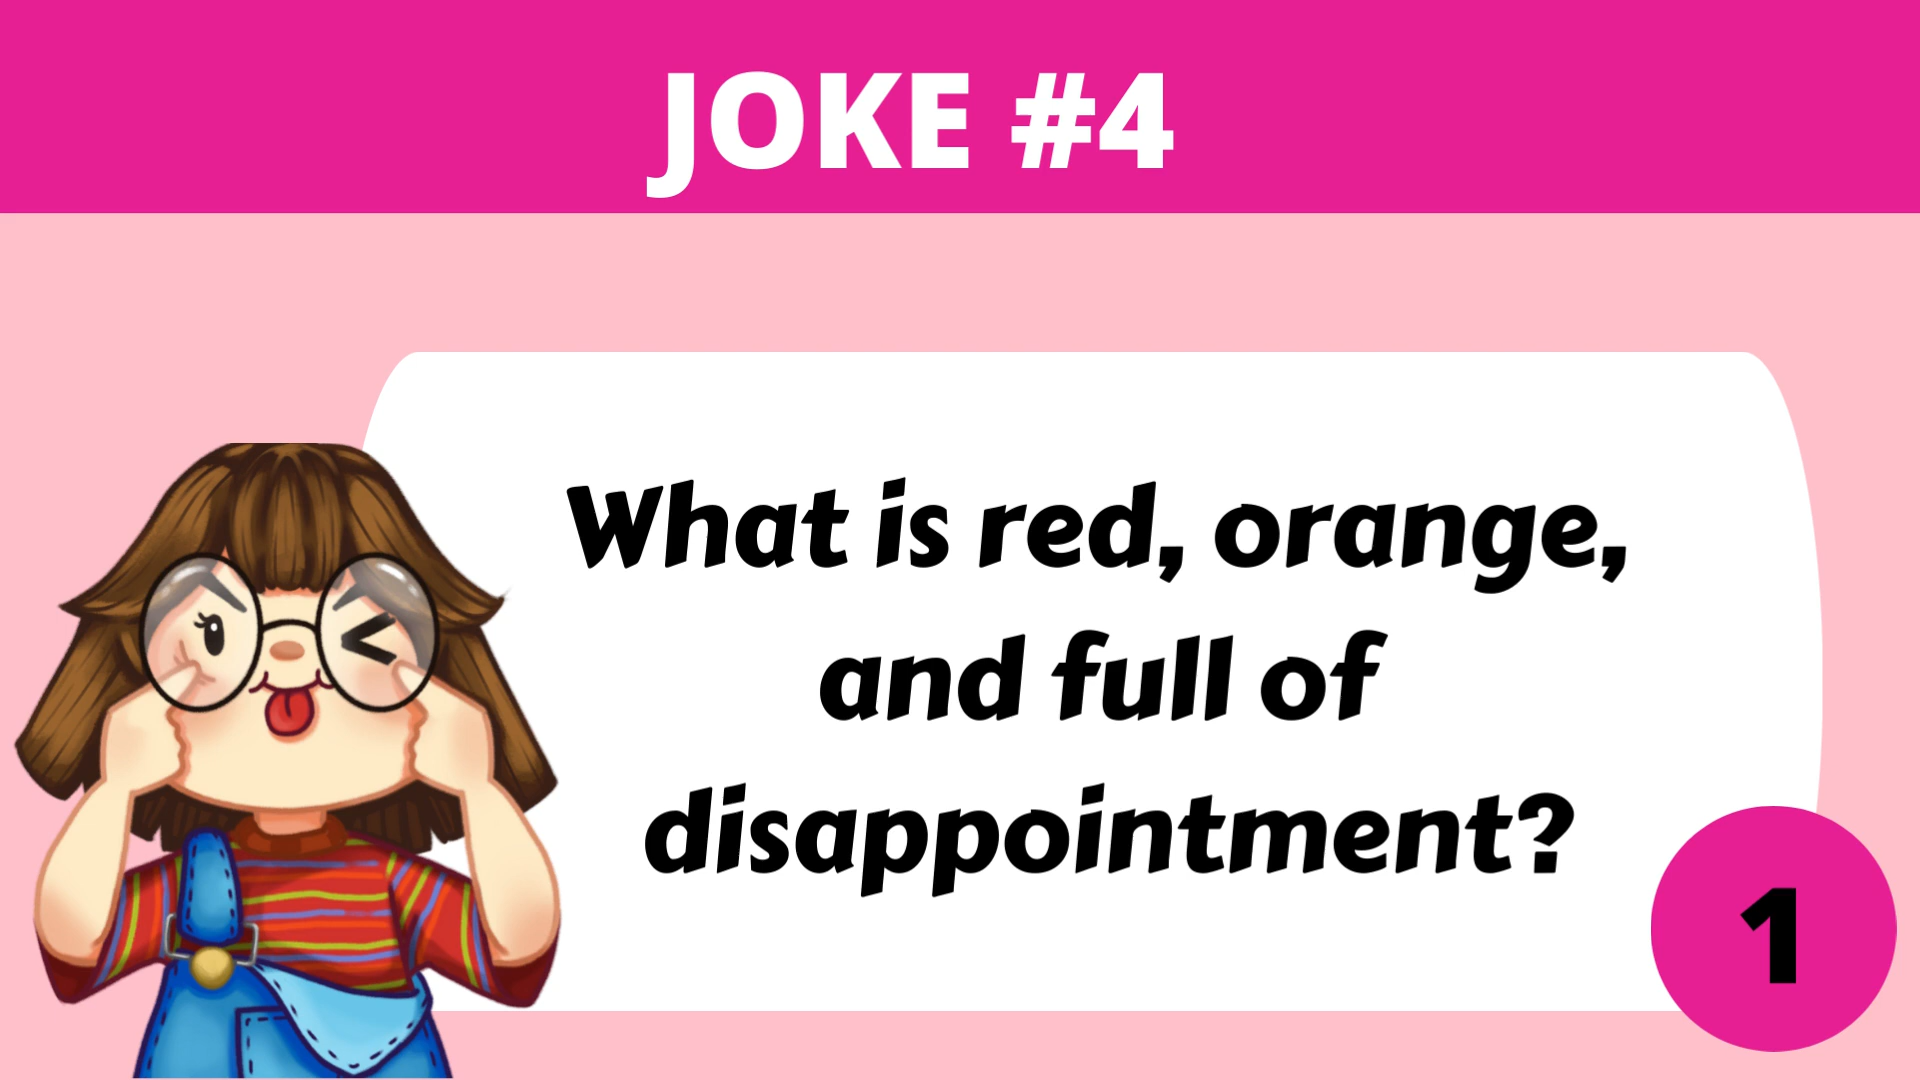 JOKE #4
What is red, orange,
and full of
disappointment?
1